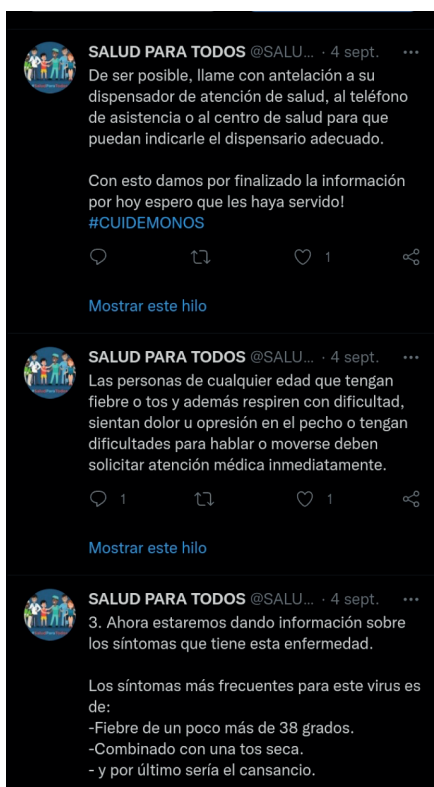 SALUD PARA TODOS @SALU... · 4 sept.
De ser posible, llame con antelación a su
dispensador de atención de salud, al teléfono
de asistencia o al centro de salud para que
puedan indicarle el dispensario adecuado.
Con esto damos por finalizado la información
por hoy espero que les haya servido!
#CUIDEMONOS
1
Mostrar este hilo
SALUD PARA TODOS @SALU... · 4 sept.
Las personas de cualquier edad que tengan
fiebre o tos y además respiren con dificultad,
sientan dolor u opresión en el pecho o tengan
dificultades para hablar o moverse deben
solicitar atención médica inmediatamente.
1 1
Mostrar este hilo
SALUD PARA TODOS @SALU... · 4 sept.
3. Ahora estaremos dando información sobre
los síntomas que tiene esta enfermedad.
Los síntomas más frecuentes para este virus es
de:
-Fiebre de un poco más de 38 grados.
-Combinado con una tos seca.
- y por último sería el cansancio.